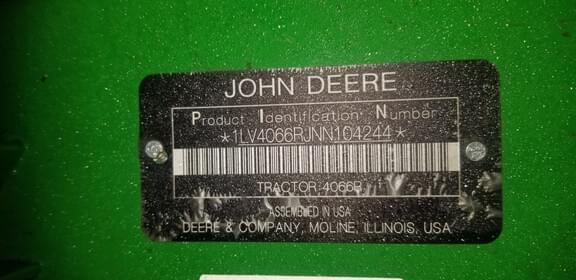 JOHN DEERE
Product Identification Number
*1LV4066RJNN104244*
TRACTOR-4066R
ASSEMBLED IN USA
DEERE & COMPANY, MOLINE, ILLINOIS, USA